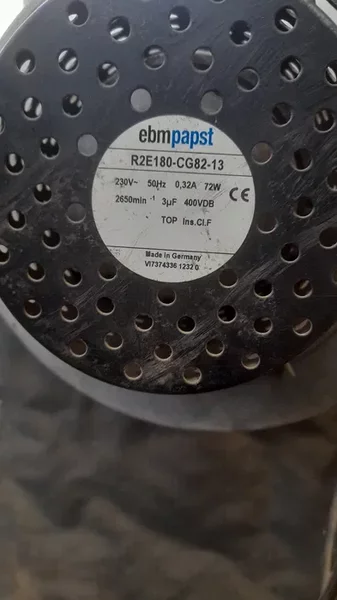 ebmpapst
R2E180-CG82-13
230V~ 50Hz 0,32A 72W
2650min⁻¹ 3µF 400VDB
CE
TOP Ins.Cl.F
Made in Germany
VI7374336 1232 G